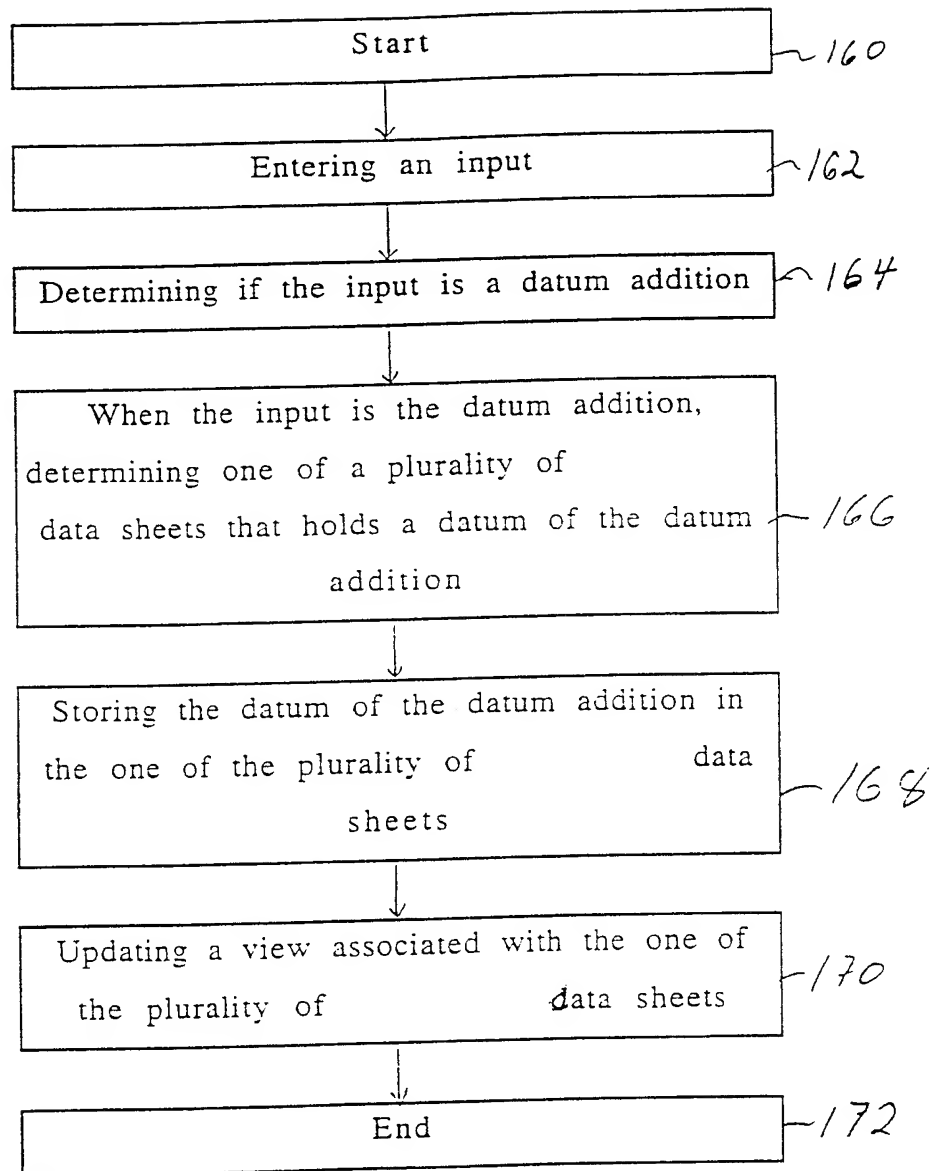 Start
160
Entering an input
162
Determining if the input is a datum addition
164
When the input is the datum addition,
determining one of a plurality of
data sheets that holds a datum of the datum
addition
166
Storing the datum of the datum addition in
the one of the plurality of data
sheets
168
Updating a view associated with the one of
the plurality of data sheets
170
End
172